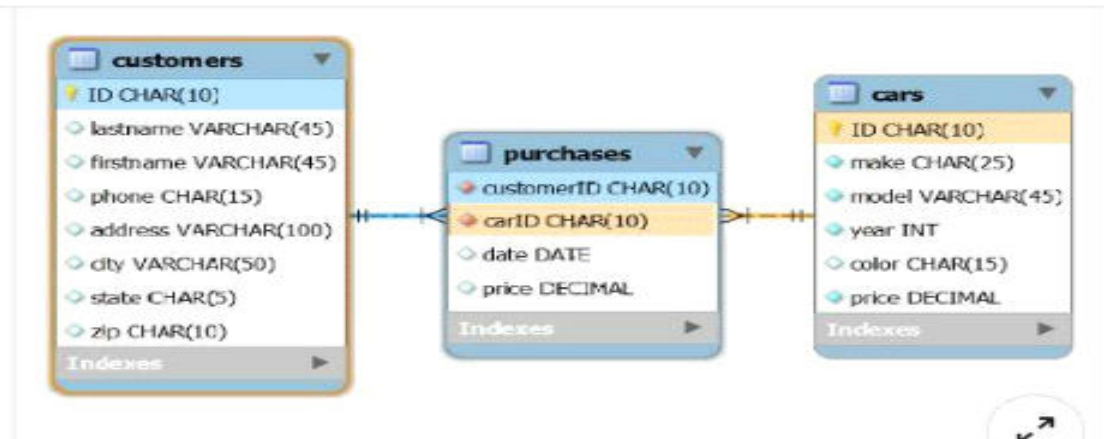 customers
ID CHAR(10)
lastname VARCHAR(45)
firstname VARCHAR(45)
phone CHAR(15)
address VARCHAR(100)
city VARCHAR(50)
state CHAR(5)
zip CHAR(10)
Indexes
purchases
customerID CHAR(10)
carID CHAR(10)
date DATE
price DECIMAL
Indexes
cars
ID CHAR(10)
make CHAR(25)
model VARCHAR(45)
year INT
color CHAR(15)
price DECIMAL
Indexes